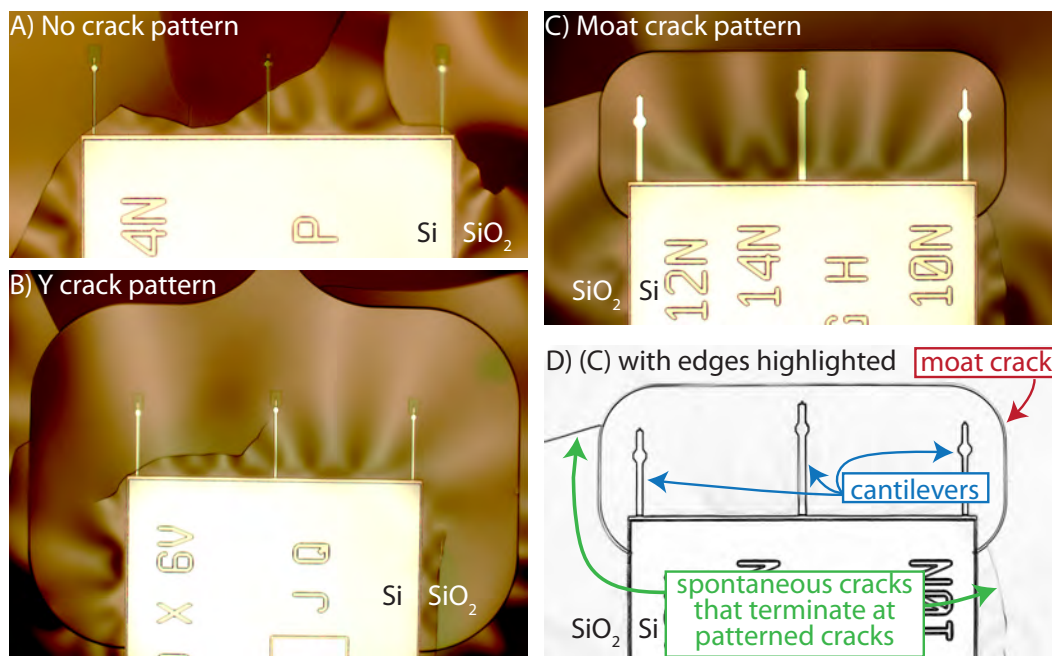 A) No crack pattern
4N
P
Si
SiO2
B) Y crack pattern
X 6V
J Q
Si
SiO2
C) Moat crack pattern
12N
14N
H
10N
SiO2
Si
D) (C) with edges highlighted
moat crack
cantilevers
spontaneous cracks
that terminate at
patterned cracks
10N
SiO2
Si